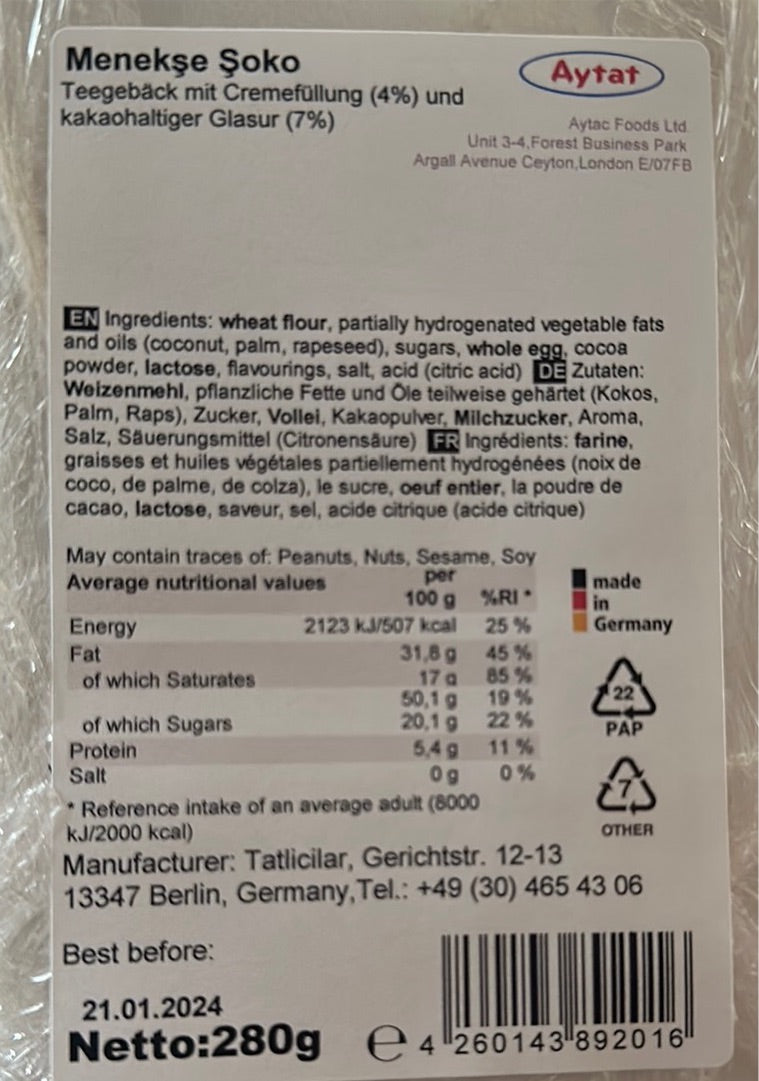 Menekşe Şoko
Teegebäck mit Cremefüllung (4%) und
kakaohaltiger Glasur (7%)
Aytat
Aytac Foods Ltd.
Unit 3-4,Forest Business Park
Argall Avenue Ceyton,London E/07FB
EN Ingredients: wheat flour, partially hydrogenated vegetable fats
and oils (coconut, palm, rapeseed), sugars, whole egg, cocoa
powder, lactose, flavourings, salt, acid (citric acid) DE Zutaten:
Weizenmehl, pflanzliche Fette und Öle teilweise gehärtet (Kokos,
Palm, Raps), Zucker, Vollei, Kakaopulver, Milchzucker, Aroma,
Salz, Säuerungsmittel (Citronensäure) FR Ingrédients: farine,
graisses et huiles végétales partiellement hydrogénées (noix de
coco, de palme, de colza), le sucre, oeuf entier, la poudre de
cacao, lactose, saveur, sel, acide citrique (acide citrique)
May contain traces of: Peanuts, Nuts, Sesame, Soy
Average nutritional values per 100 g %RI *
Energy 2123 kJ/507 kcal 25 %
Fat 31,8 g 45 %
of which Saturates 17 g 85 %
50,1 g 19 %
of which Sugars 20,1 g 22 %
Protein 5,4 g 11 %
Salt 0 g 0 %
* Reference intake of an average adult (8000
kJ/2000 kcal)
made
in
Germany
22
PAP
7
OTHER
Manufacturer: Tatlicilar, Gerichtstr. 12-13
13347 Berlin, Germany,Tel.: +49 (30) 465 43 06
Best before:
21.01.2024
Netto:280g e
4 260143 892016